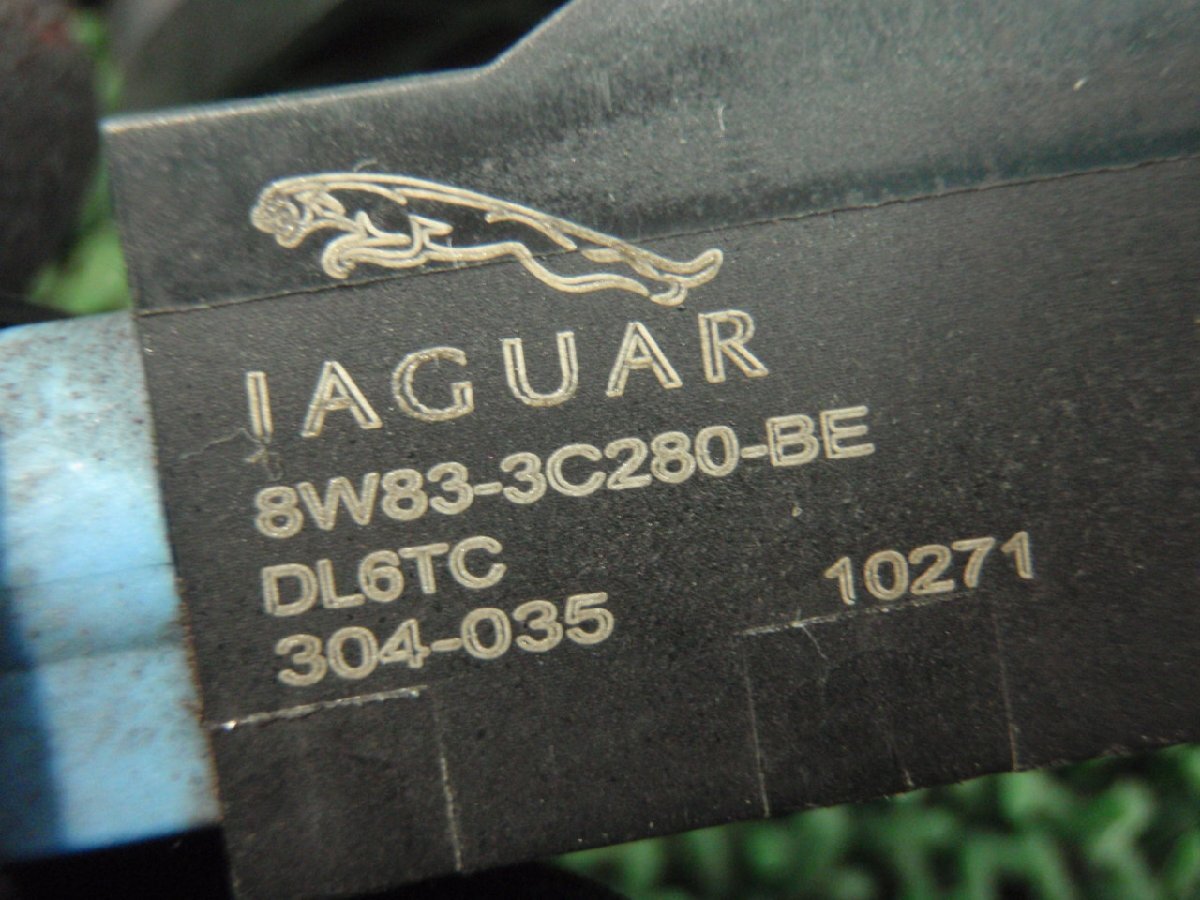 JAGUAR
8W83-3C280-BE
DL6TC
304-035 10271